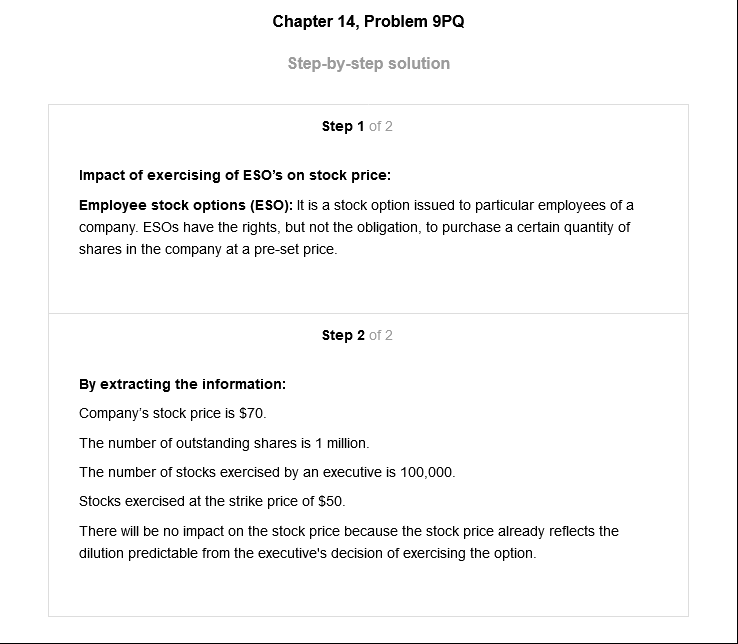 Chapter 14, Problem 9PQ
Step-by-step solution
Step 1 of 2
Impact of exercising of ESO's on stock price:
Employee stock options (ESO): It is a stock option issued to particular employees of a
company. ESOs have the rights, but not the obligation, to purchase a certain quantity of
shares in the company at a pre-set price.
Step 2 of 2
By extracting the information:
Company's stock price is $70.
The number of outstanding shares is 1 million.
The number of stocks exercised by an executive is 100,000.
Stocks exercised at the strike price of $50.
There will be no impact on the stock price because the stock price already reflects the
dilution predictable from the executive's decision of exercising the option.